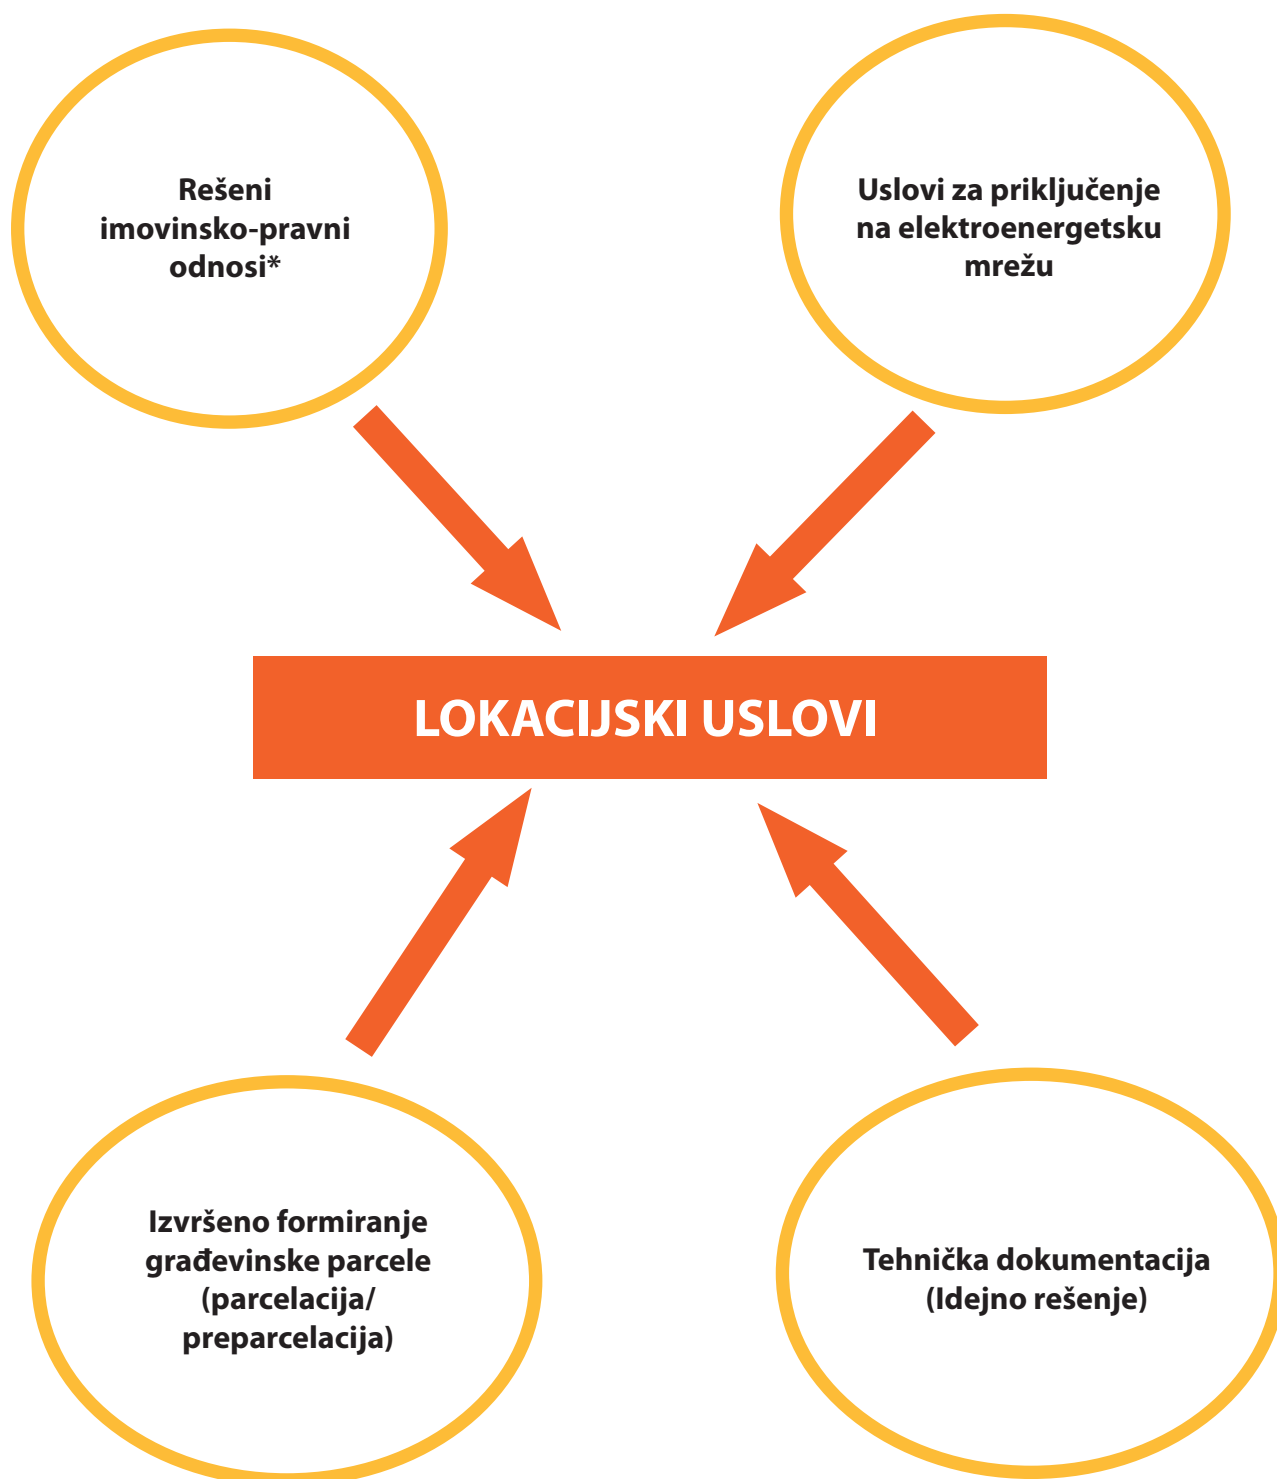 Rešeni
imovinsko-pravni
odnosi*
Uslovi za priključenje
na elektroenergetsku
mrežu
LOKACIJSKI USLOVI
Izvršeno formiranje
građevinske parcele
(parcelacija/
preparcelacija)
Tehnička dokumentacija
(Idejno rešenje)